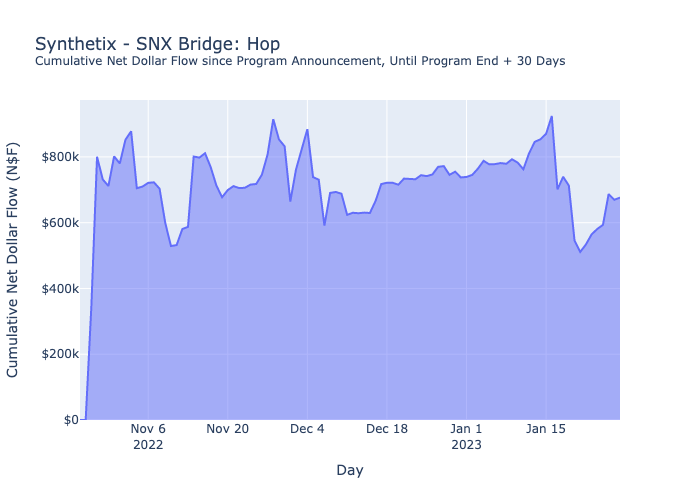 Synthetix - SNX Bridge: Hop
Cumulative Net Dollar Flow since Program Announcement, Until Program End + 30 Days
Cumulative Net Dollar Flow (N$F)
$800k
$600k
$400k
$200k
$0
Nov 6 Nov 20 Dec 4 Dec 18 Jan 1 Jan 15
2022 2023
Day